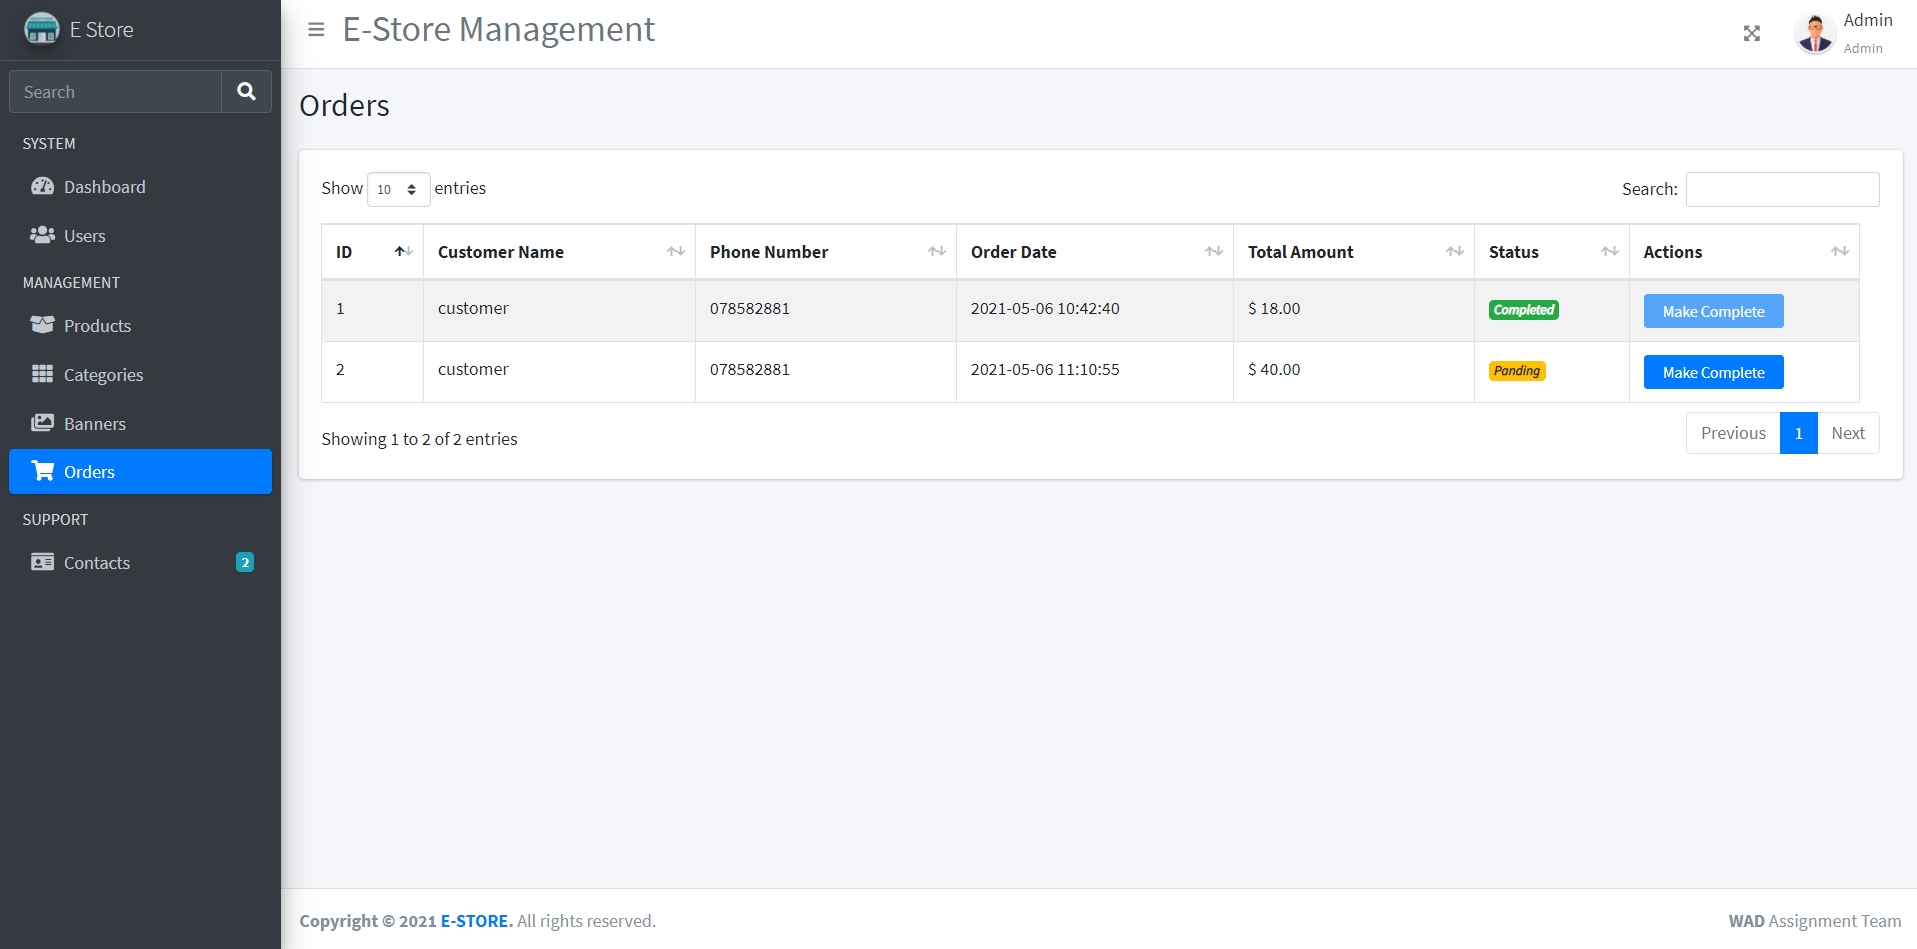 E Store
Search
SYSTEM
Dashboard
Users
MANAGEMENT
Products
Categories
Banners
Orders
SUPPORT
Contacts 2
E-Store Management
Admin
Admin
Orders
Show 10 entries
Search:
ID Customer Name Phone Number Order Date Total Amount Status Actions
1 customer 078582881 2021-05-06 10:42:40 $ 18.00 Completed Make Complete
2 customer 078582881 2021-05-06 11:10:55 $ 40.00 Panding Make Complete
Showing 1 to 2 of 2 entries
Previous 1 Next
Copyright © 2021 E-STORE. All rights reserved.
WAD Assignment Team